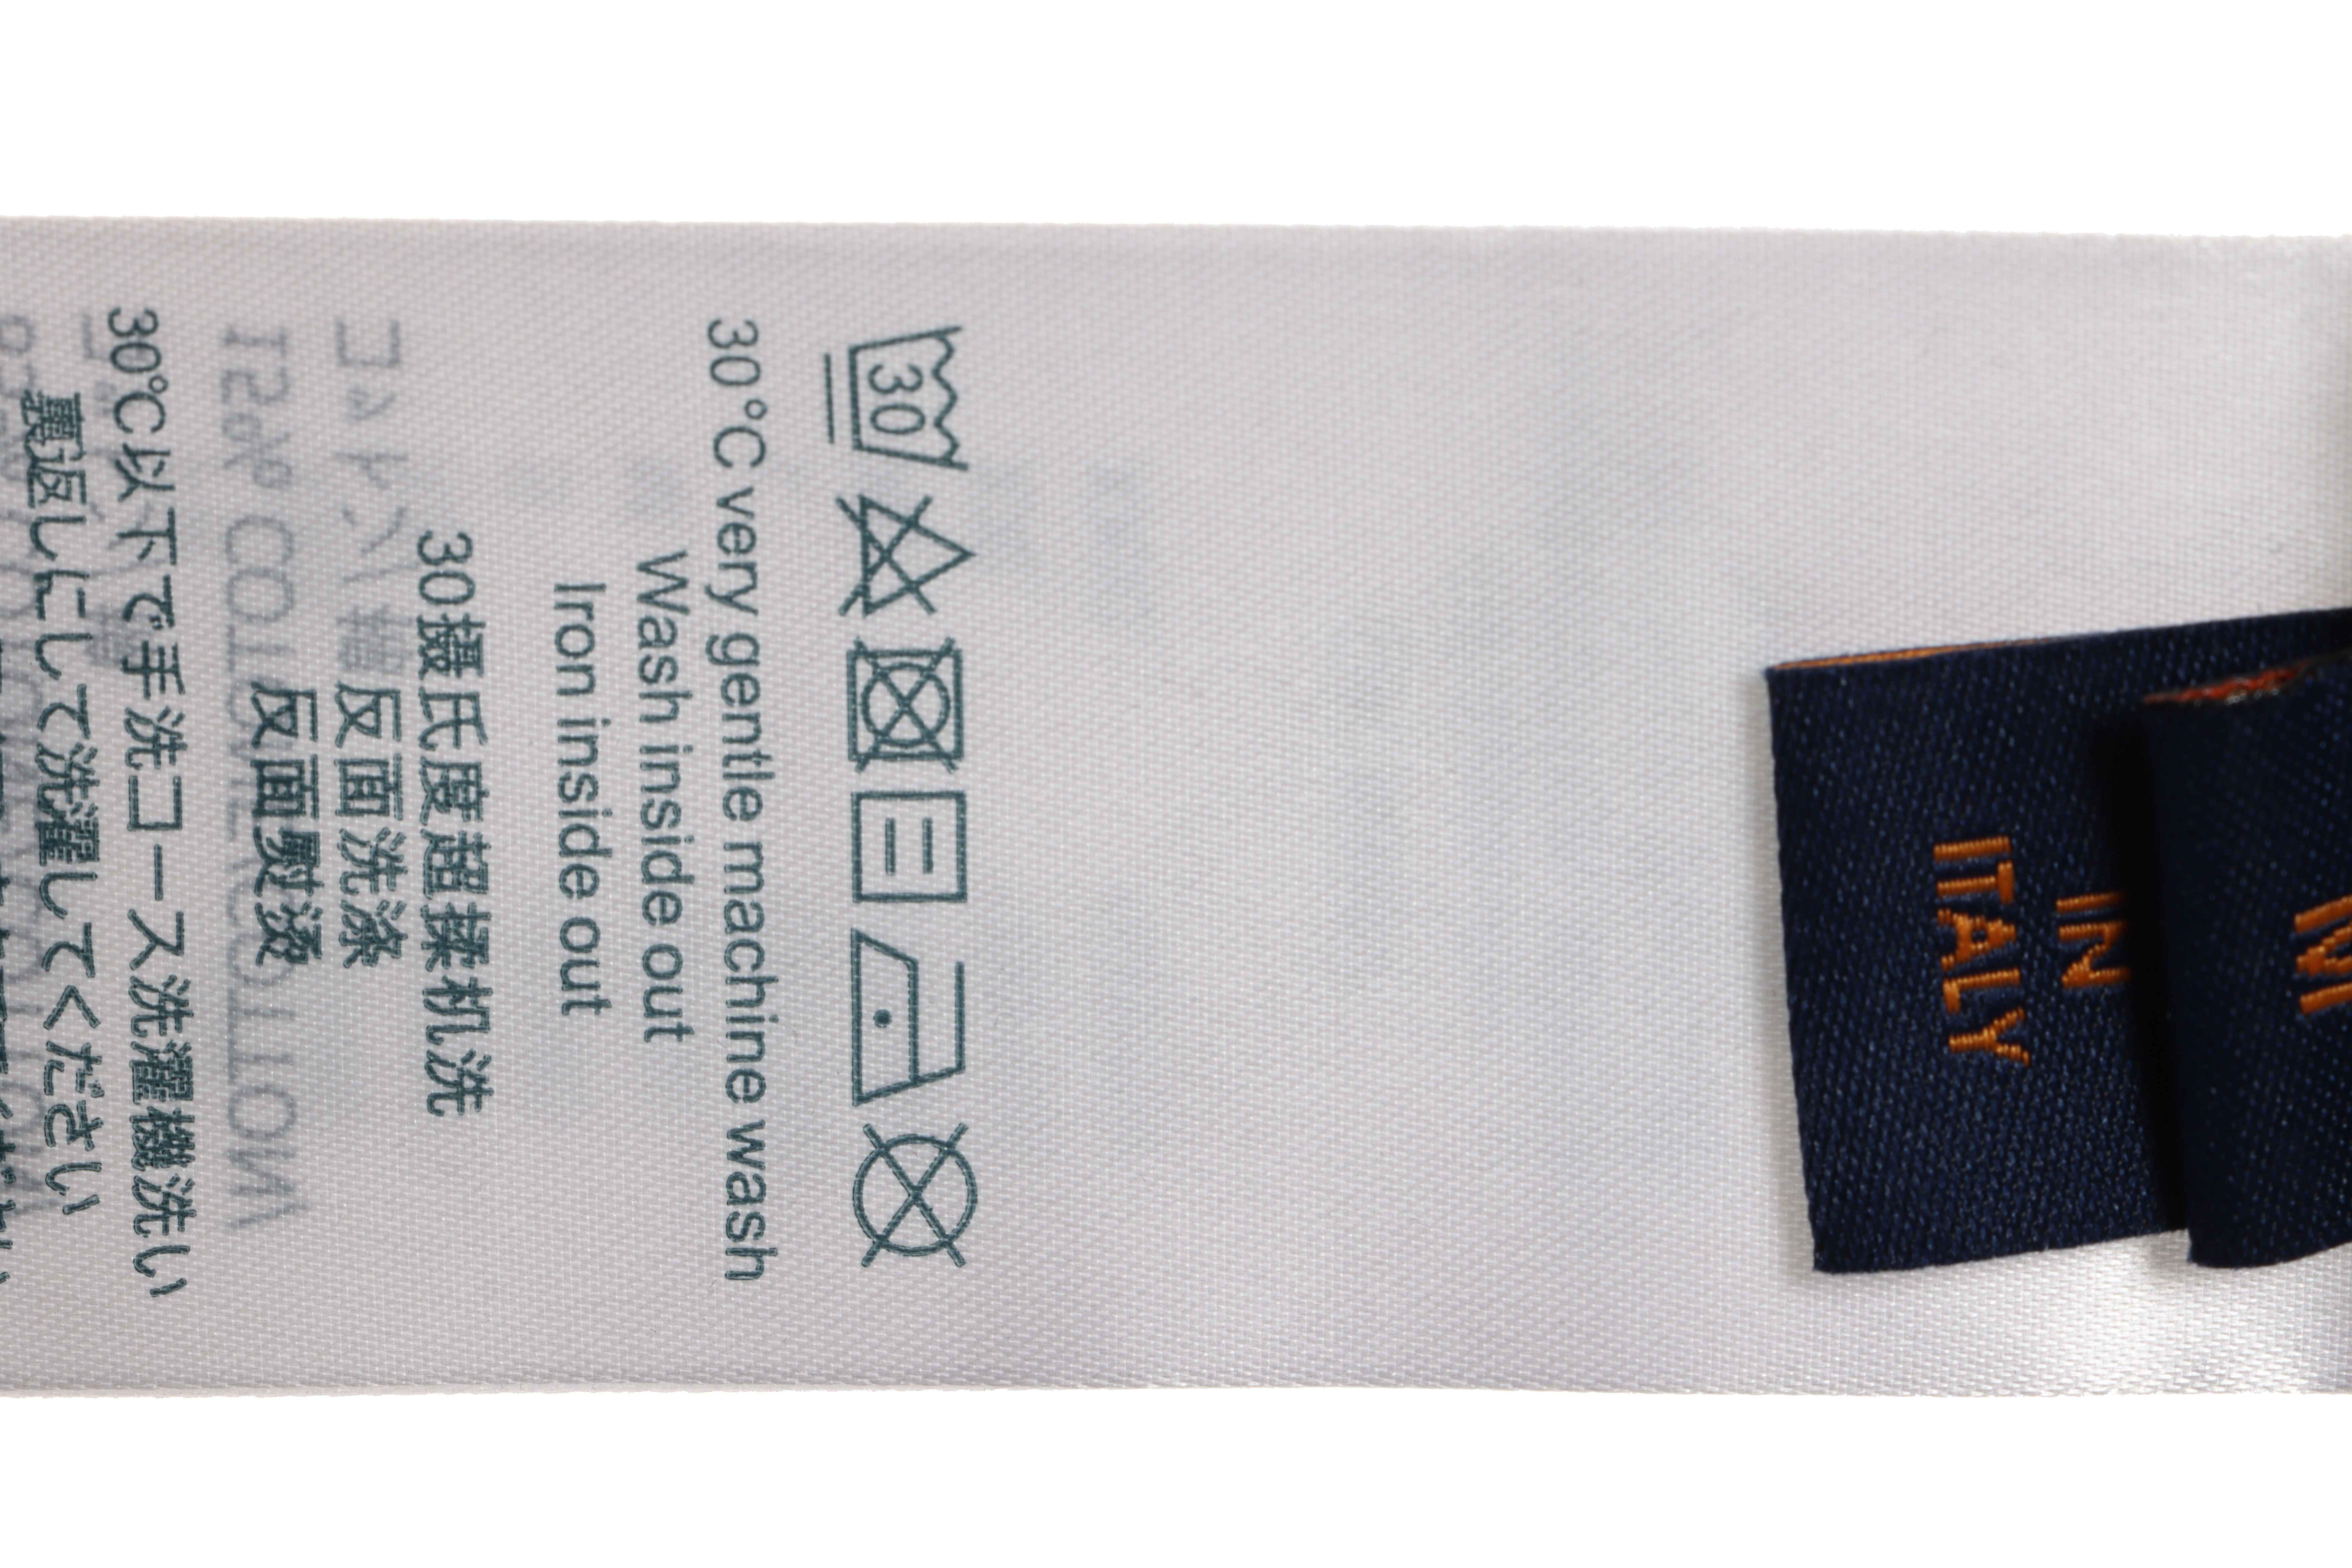 30
30°C very gentle machine wash
Wash inside out
Iron inside out
30摄氏度超揉机洗
反面洗涤
反面熨烫
30℃以下で手洗コース洗濯機洗い
裏返しにして洗濯してください
IN
ITALY
M